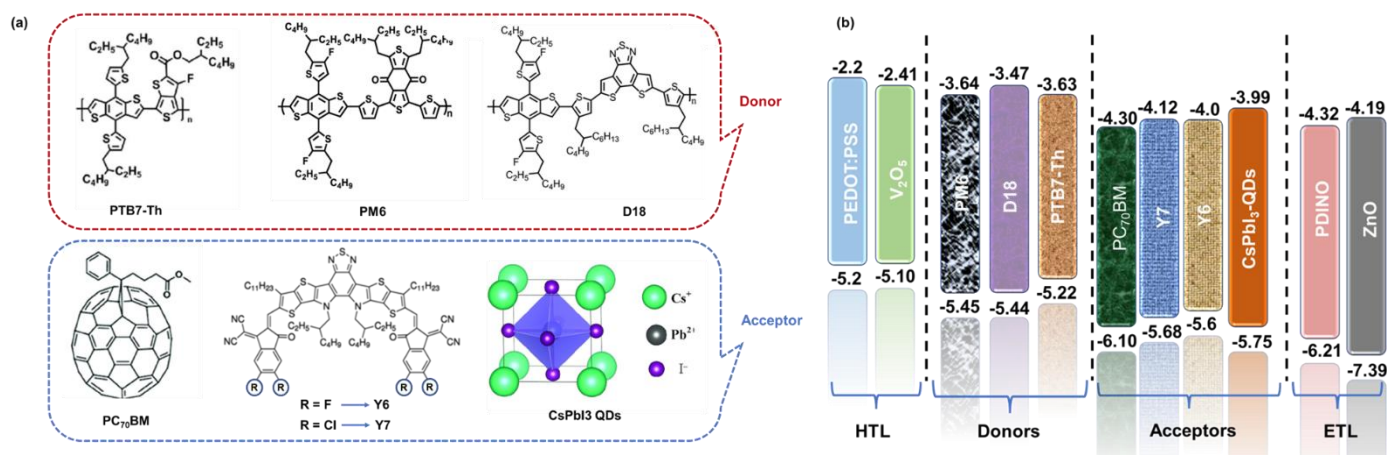 (a)
C₄H₉
C₂H₅
C₂H₅
O
O
C₄H₉
F
S
S
S
S
S
S
n
S
C₂H₅
C₄H₉
PTB7-Th
C₄H₉
C₄H₉
C₂H₅
C₂H₅
C₂H₅
C₄H₉
F
S
S
O
O
S
S
S
S
S
n
S
F
C₂H₅
C₄H₉
PM6
C₄H₉
C₂H₅
F
S
N
S
N
S
S
S
S
S
S
n
S
F
C₆H₁₃
C₄H₉
C₆H₁₃
C₄H₉
C₂H₅
C₄H₉
D18
Donor
O
O
PC₇₀BM
N
S
N
C₁₁H₂₃
C₁₁H₂₃
S
S
S
S
N
N
NC
CN
O
O
NC
CN
C₂H₅
C₂H₅
C₄H₉
C₄H₉
R
R
R
R
R = F
Y6
R = Cl
Y7
Cs⁺
Pb²⁺
I⁻
CsPbI3 QDs
Acceptor
(b)
-2.2
-2.41
PEDOT:PSS
V₂O₅
-5.2
-5.10
HTL
-3.64
-3.47
-3.63
PM6
D18
PTB7-Th
-5.45
-5.44
-5.22
Donors
-4.30
-4.12
-4.0
-3.99
PC₇₀BM
Y7
Y6
CsPbI₃-QDs
-6.10
-5.68
-5.6
-5.75
Acceptors
-4.32
-4.19
PDINO
ZnO
-6.21
-7.39
ETL